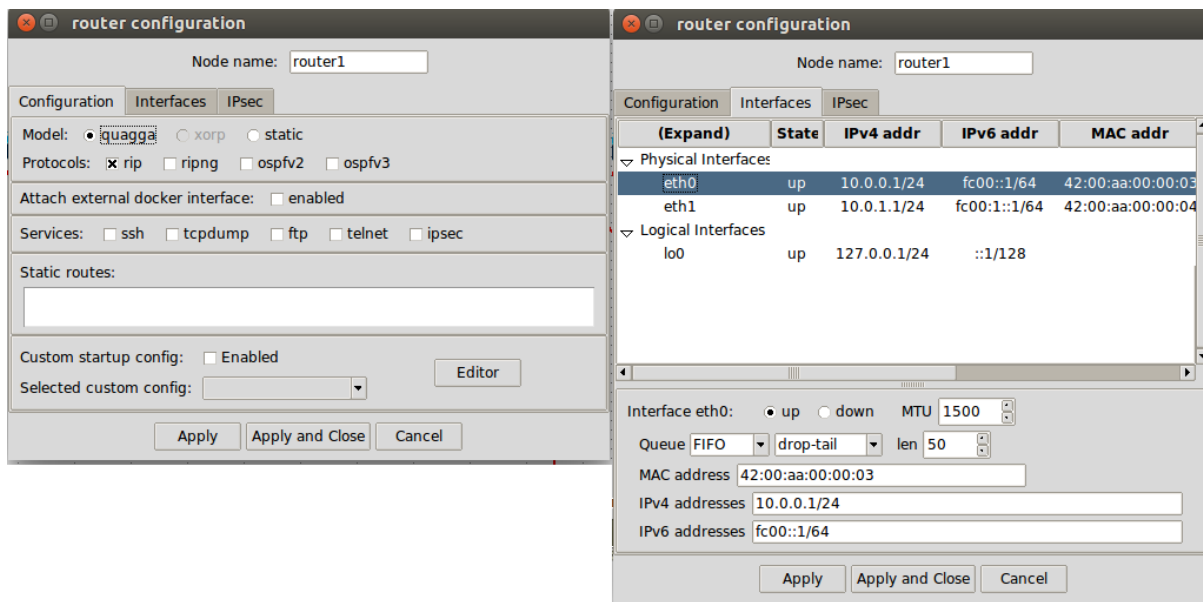 router configuration
Node name: router1
Configuration Interfaces IPsec
Model: quagga xorp static
Protocols: rip ripng ospfv2 ospfv3
Attach external docker interface: enabled
Services: ssh tcpdump ftp telnet ipsec
Static routes:
Custom startup config: Enabled
Selected custom config:
Editor
Apply Apply and Close Cancel
router configuration
Node name: router1
Configuration Interfaces IPsec
(Expand) State IPv4 addr IPv6 addr MAC addr
Physical Interfaces
eth0 up 10.0.0.1/24 fc00::1/64 42:00:aa:00:00:03
eth1 up 10.0.1.1/24 fc00:1::1/64 42:00:aa:00:00:04
Logical Interfaces
lo0 up 127.0.0.1/24 ::1/128
Interface eth0: up down MTU 1500
Queue FIFO drop-tail len 50
MAC address 42:00:aa:00:00:03
IPv4 addresses 10.0.0.1/24
IPv6 addresses fc00::1/64
Apply Apply and Close Cancel